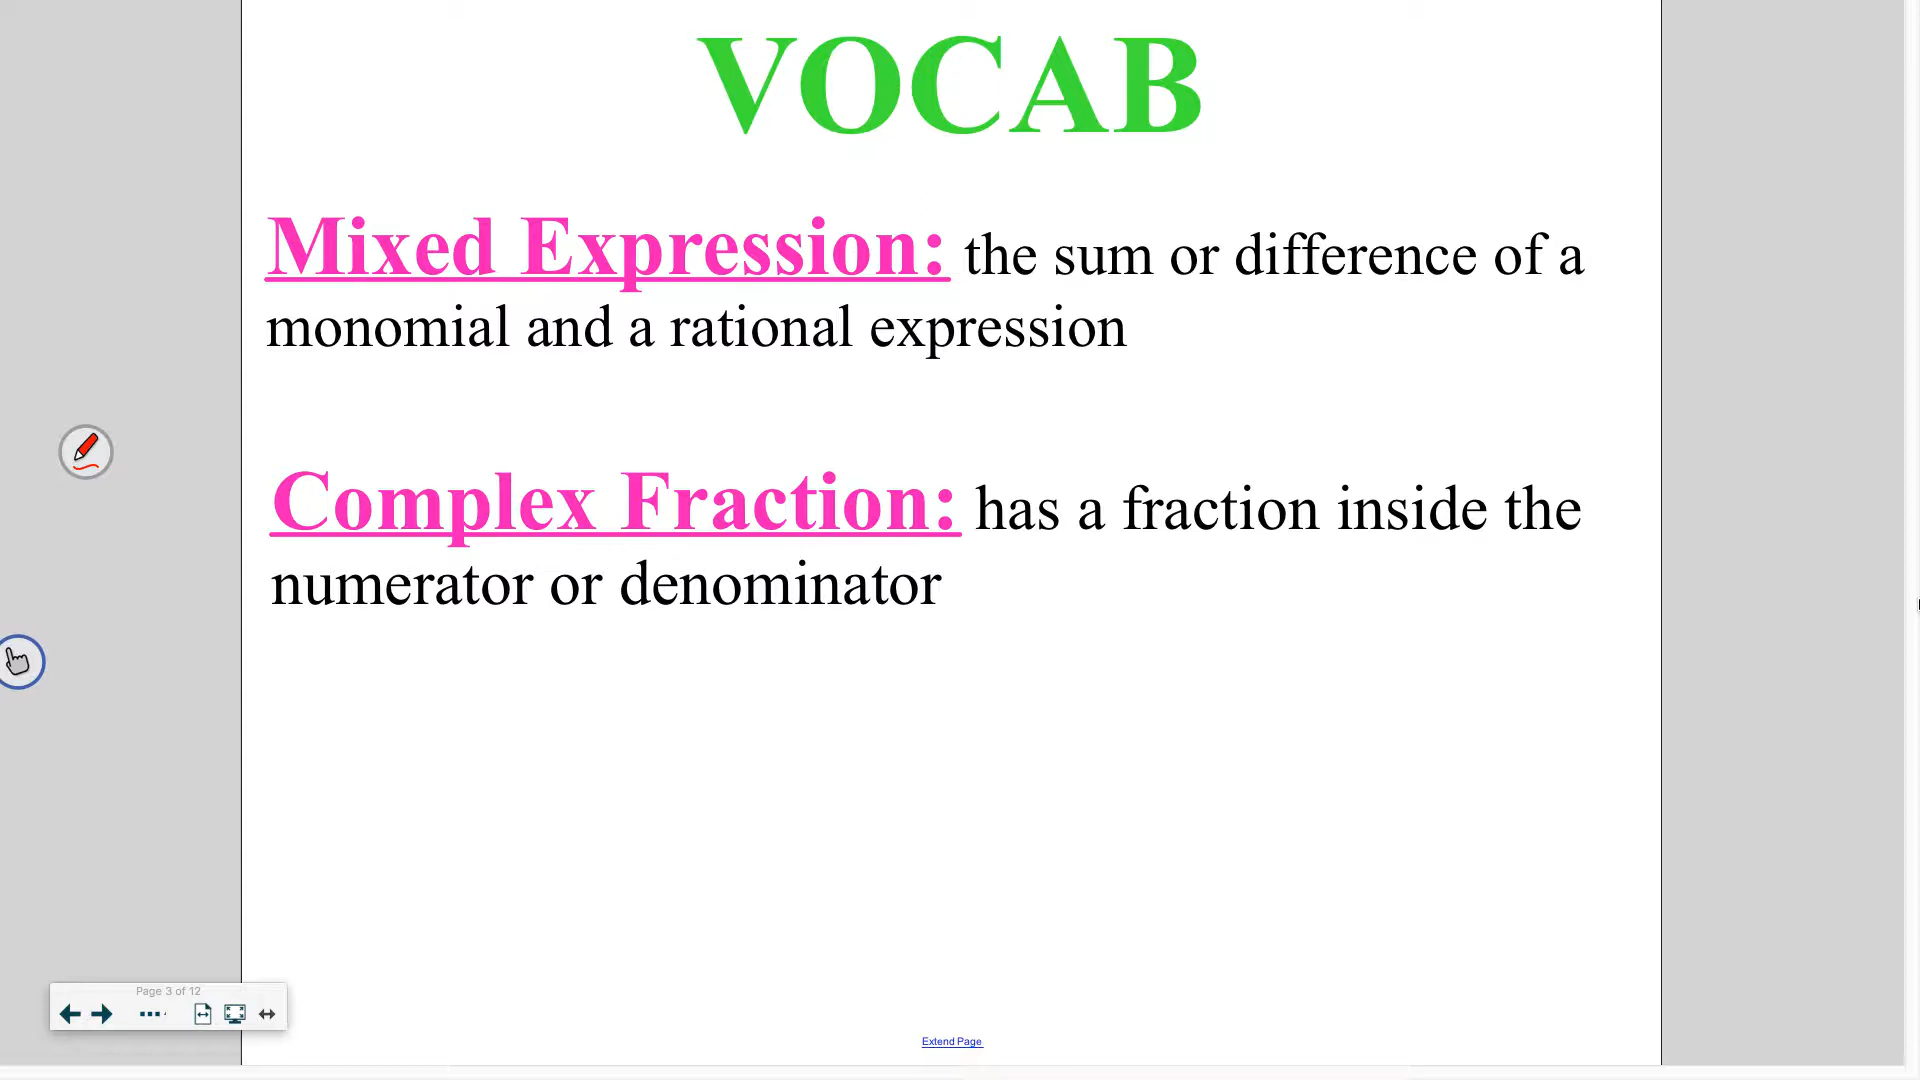 VOCAB
Mixed Expression: the sum or difference of a
monomial and a rational expression
Complex Fraction: has a fraction inside the
numerator or denominator
Page 3 of 12
Extend Page